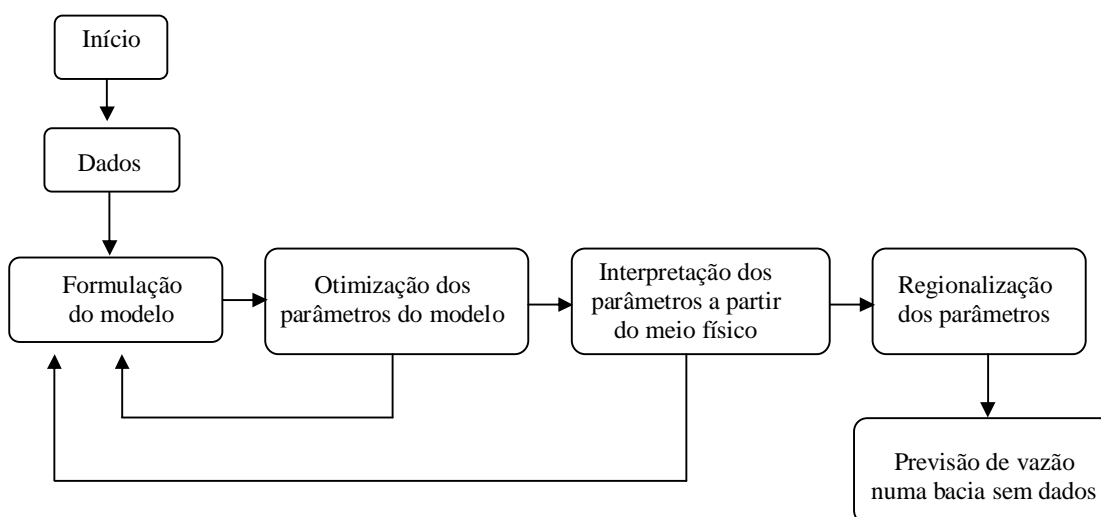 Início
Dados
Formulação
do modelo
Otimização dos
parâmetros do modelo
Interpretação dos
parâmetros a partir
do meio físico
Regionalização
dos parâmetros
Previsão de vazão
numa bacia sem dados